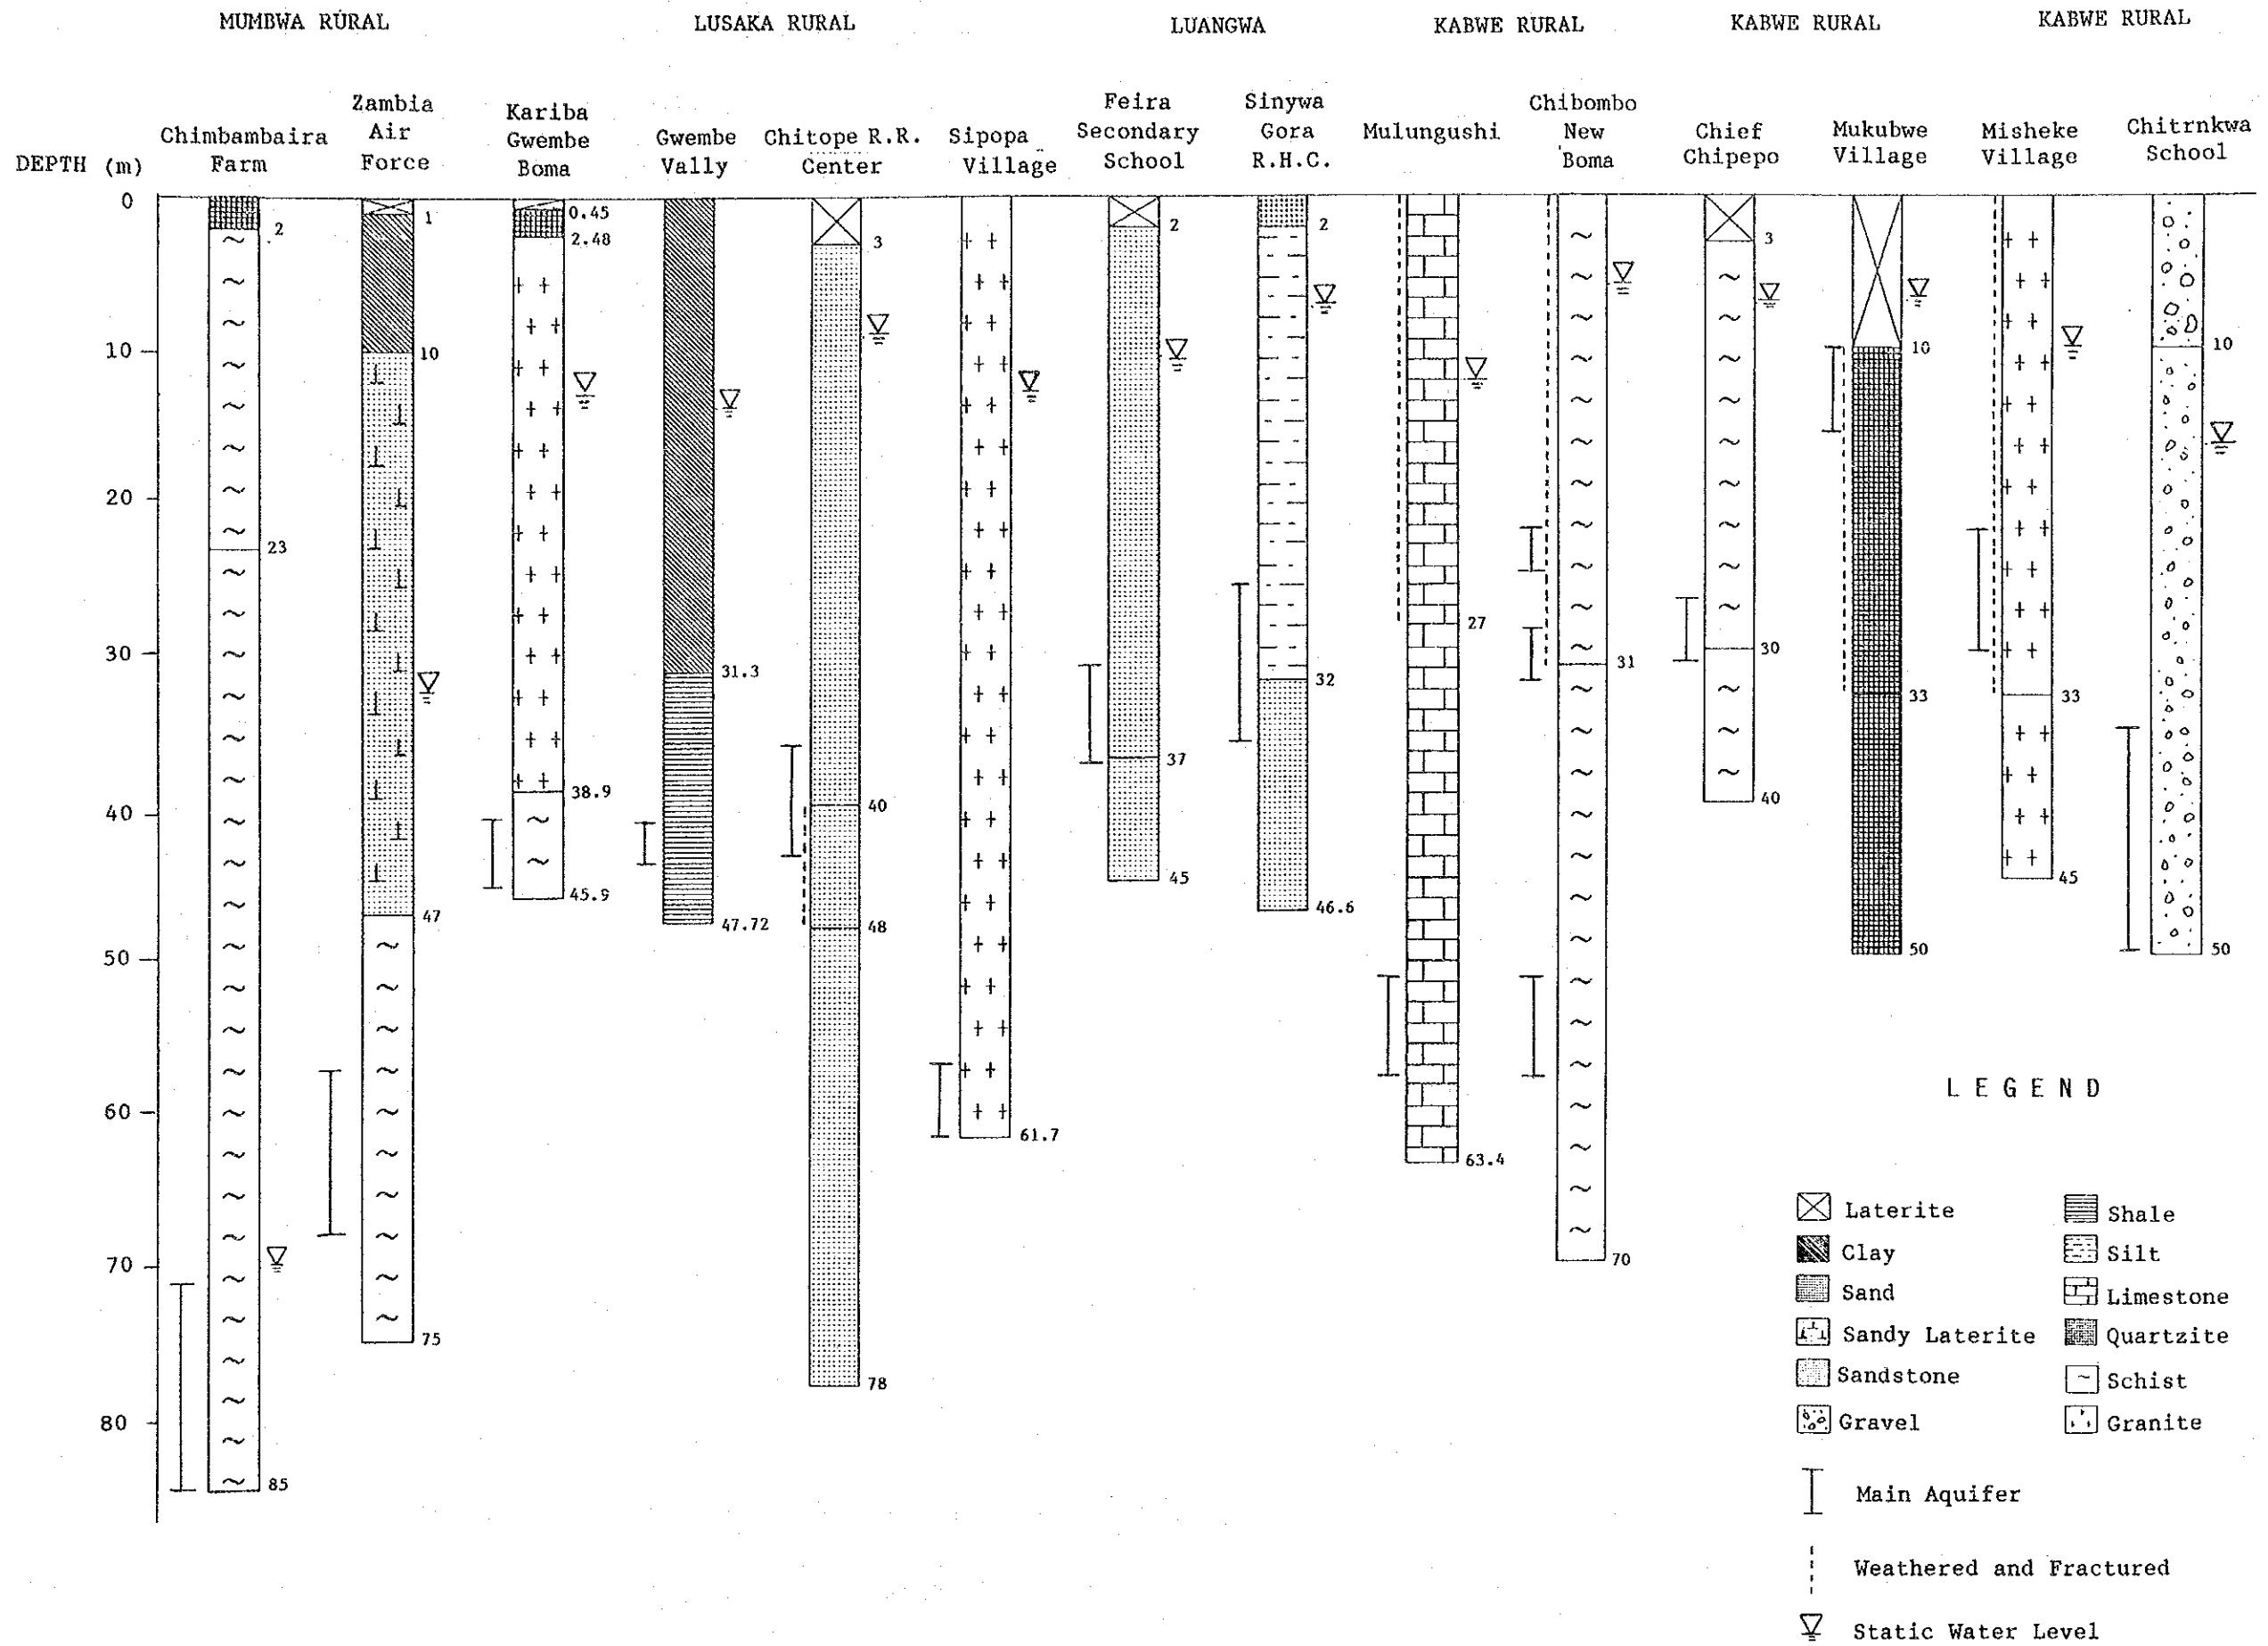 MUMBWA RURAL
LUSAKA RURAL
LUANGWA
KABWE RURAL
KABWE RURAL
KABWE RURAL
DEPTH (m)
Chimbambaira
Farm
Zambia
Air
Force
Kariba
Gwembe
Boma
Gwembe
Vally
Chitope R.R.
Center
Sipopa
Village
Feira
Secondary
School
Sinywa
Gora
R.H.C.
Mulungushi
Chibombo
New
Boma
Chief
Chipepo
Mukubwe
Village
Misheke
Village
Chitrnkwa
School
0
10
20
30
40
50
60
70
80
2
23
85
1
10
47
75
0.45
2.48
38.9
45.9
31.3
47.72
3
40
48
78
61.7
2
37
45
2
32
46.6
27
63.4
31
70
3
30
40
10
33
50
33
45
10
50
LEGEND
Laterite
Clay
Sand
Sandy Laterite
Sandstone
Gravel
Shale
Silt
Limestone
Quartzite
Schist
Granite
Main Aquifer
Weathered and Fractured
Static Water Level